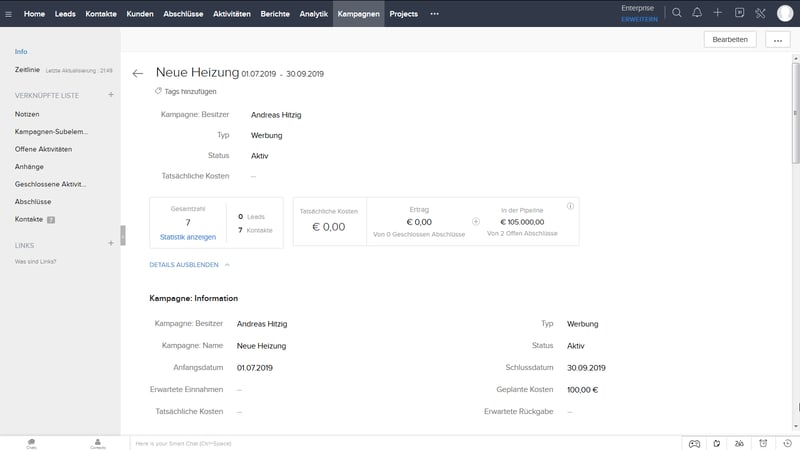 Home Leads Kontakte Kunden Abschlüsse Aktivitäten Berichte Analytik Kampagnen Projects ••• Enterprise
ERWEITERN
Bearbeiten ...
Info
Zeitlinie Letzte Aktualisierung : 21:49
VERKNÜPFTE LISTE +
Notizen
Kampagnen-Subelem...
Offene Aktivitäten
Anhänge
Geschlossene Aktivit...
Abschlüsse
Kontakte 7
LINKS +
Was sind Links?
Neue Heizung 01.07.2019 - 30.09.2019
Tags hinzufügen
Kampagne: Besitzer Andreas Hitzig
Typ Werbung
Status Aktiv
Tatsächliche Kosten —
Gesamtzahl
7
Statistik anzeigen
0 Leads
7 Kontakte
Tatsächliche Kosten
€ 0,00
Ertrag
€ 0,00
Von 0 Geschlossen Abschlüsse
In der Pipeline
€ 105.000,00
Von 2 Offen Abschlüsse
DETAILS AUSBLENDEN
Kampagne: Information
Kampagne: Besitzer Andreas Hitzig Typ Werbung
Kampagne: Name Neue Heizung Status Aktiv
Anfangsdatum 01.07.2019 Schlussdatum 30.09.2019
Erwartete Einnahmen — Geplante Kosten 100,00 €
Tatsächliche Kosten — Erwartete Rückgabe —
Chats Contacts Here is your Smart Chat (Ctrl+Space)